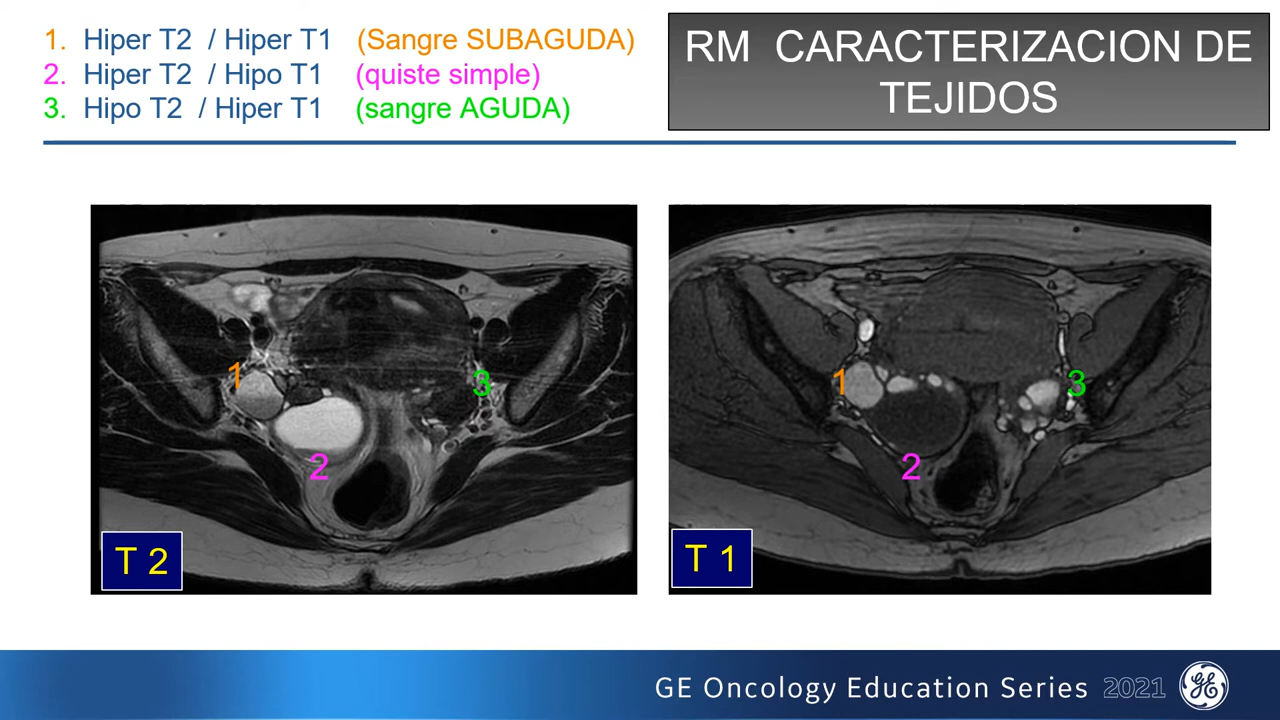 1. Hiper T2 / Hiper T1 (Sangre SUBAGUDA)
2. Hiper T2 / Hipo T1 (quiste simple)
3. Hipo T2 / Hiper T1 (sangre AGUDA)
RM CARACTERIZACION DE
TEJIDOS
1
3
2
T 2
1
3
2
T 1
GE Oncology Education Series 2021
GE